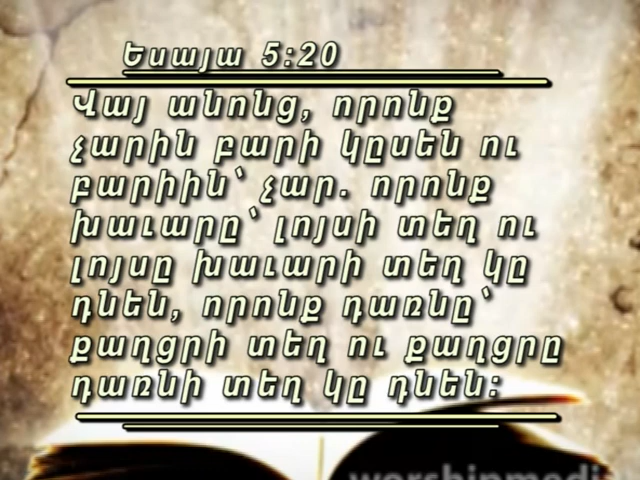 Եսայա 5:20
Վայ անոնց, որոնք
չարին բարի կըսեն ու
բարիին՝ չար. որոնք
խաւարը՝ լոյսի տեղ ու
լոյսը խաւարի տեղ կը
դնեն, որոնք դառնը՝
քաղցրի տեղ ու քաղցրը
դառնի տեղ կը դնեն:
worshipmedia